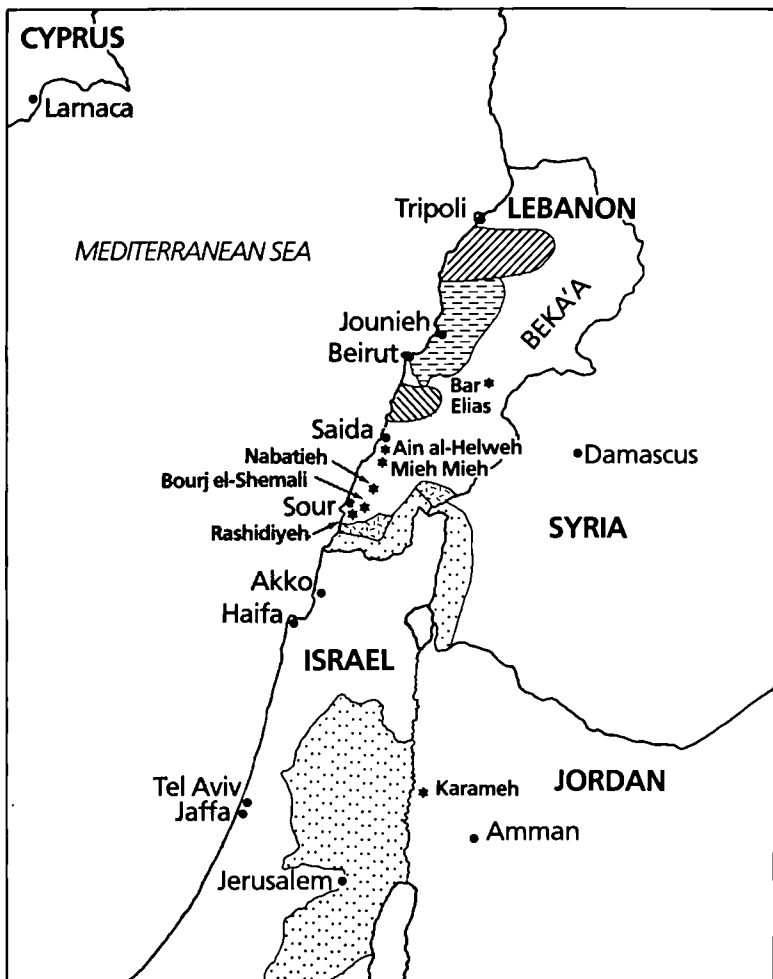 CYPRUS
Larnaca
Tripoli
LEBANON
MEDITERRANEAN SEA
BEKA'A
Jounieh
Beirut
Bar
Elias
Saida
Ain al-Helweh
Mieh Mieh
Nabatieh
Bourj el-Shemali
Damascus
Sour
Rashidiyeh
SYRIA
Akko
Haifa
ISRAEL
Tel Aviv
Jaffa
Karameh
JORDAN
Amman
Jerusalem